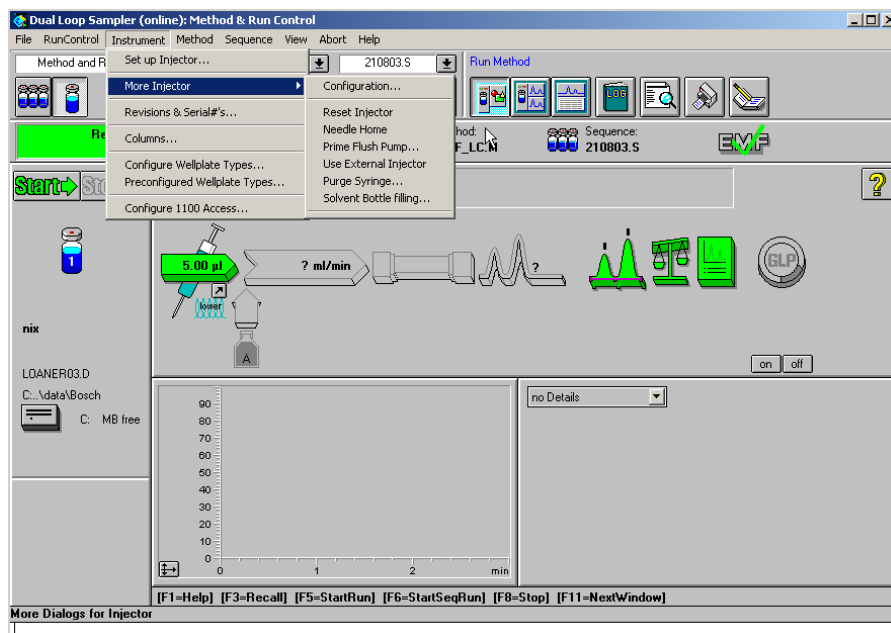 Dual Loop Sampler (online): Method & Run Control
File RunControl Instrument Method Sequence View Abort Help
Method and R
210803.S
Run Method
Set up Injector...
More Injector
Revisions & Serial#'s...
Columns...
Configure Wellplate Types...
Preconfigured Wellplate Types...
Configure 1100 Access...
Configuration...
Reset Injector
Needle Home
Prime Flush Pump...
Use External Injector
Purge Syringe...
Solvent Bottle filling...
LOG
Re
hod:
F_LC.M
Sequence:
210803.S
EMF
Start
?
1
5.00 µl
? ml/min
?
lower
GLP
A
nix
LOANER03.D
C:..\data\Bosch
C: MB free
on off
no Details
90
80
70
60
50
40
30
20
10
0
0 1 2 min
[F1=Help] [F3=Recall] [F5=StartRun] [F6=StartSeqRun] [F8=Stop] [F11=NextWindow]
More Dialogs for Injector